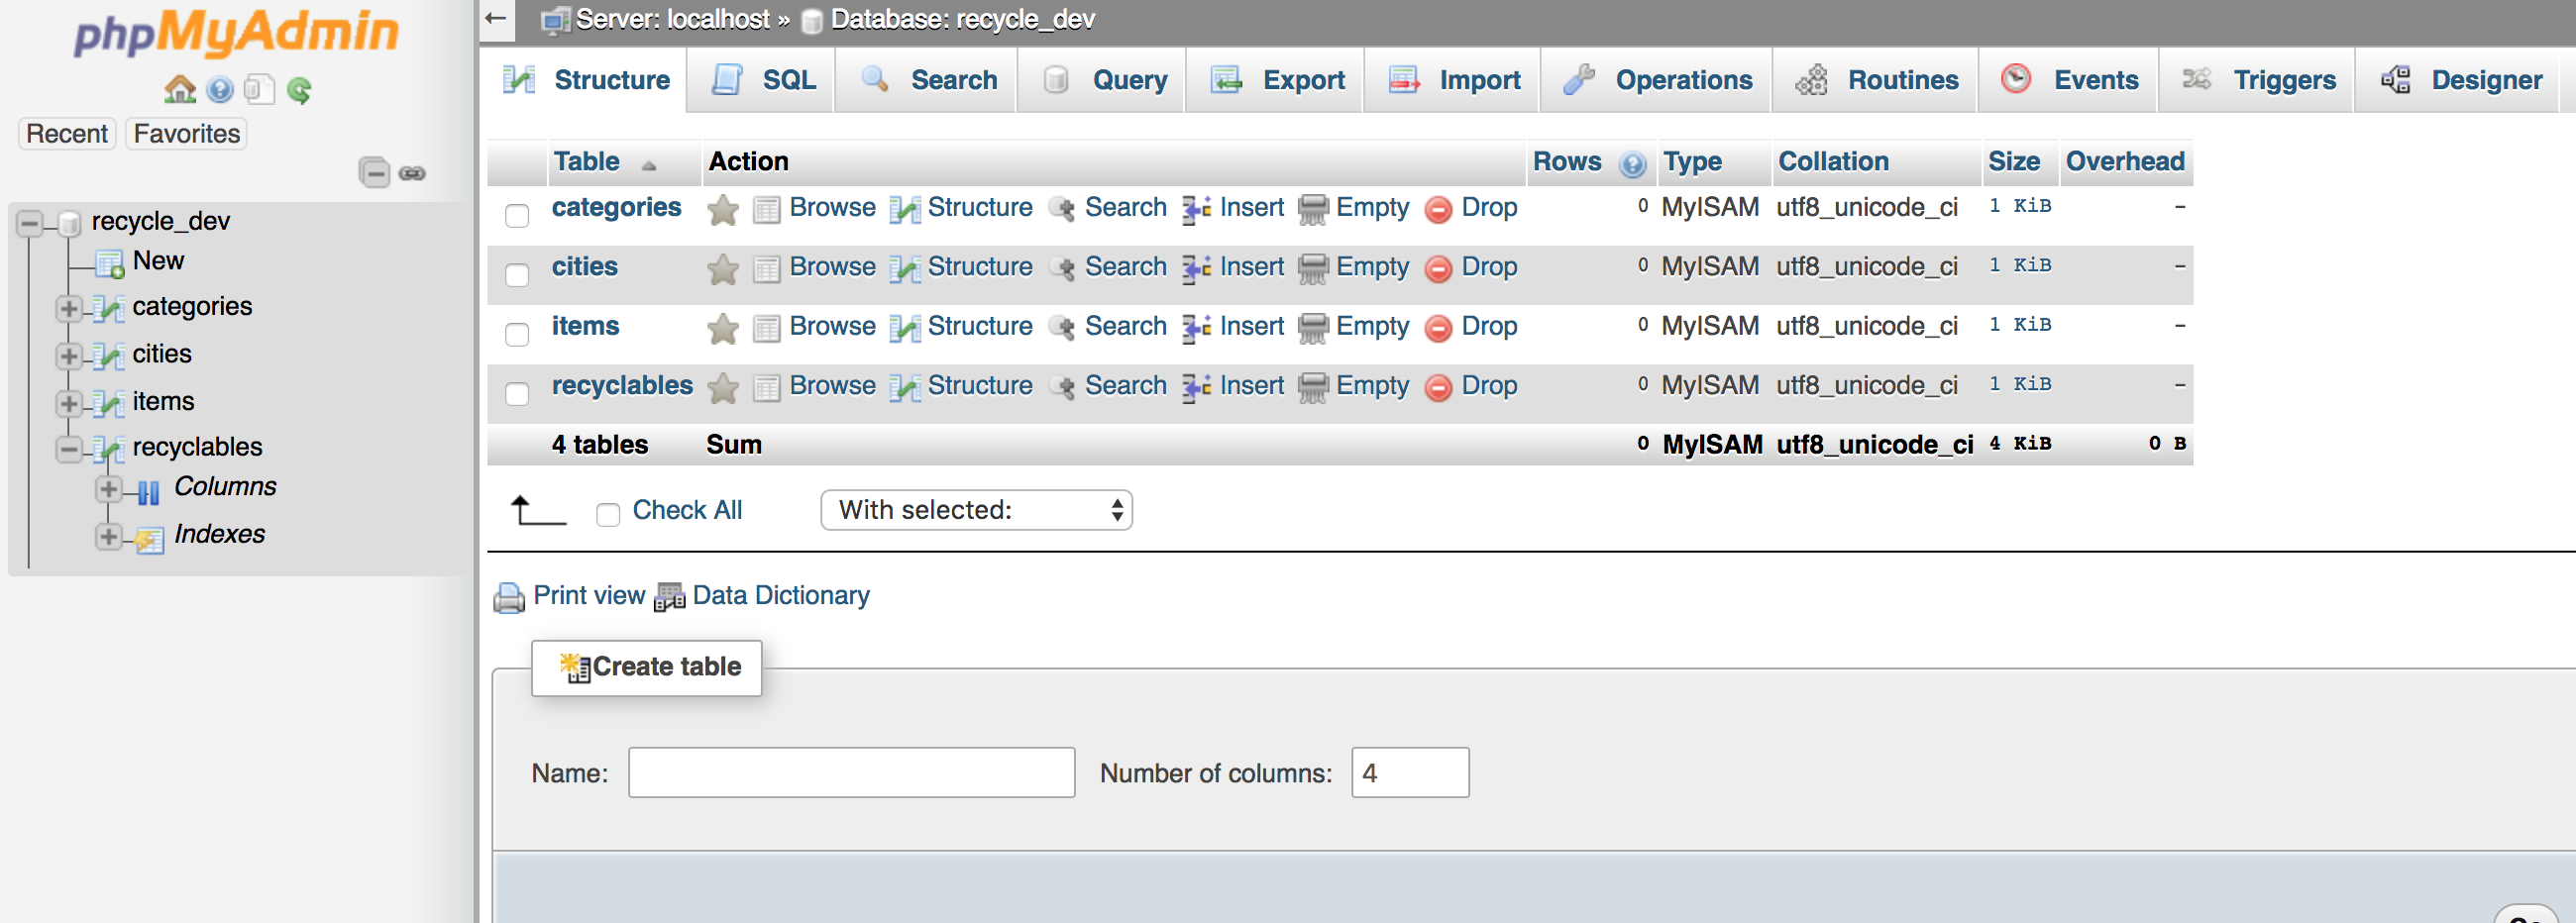 phpMyAdmin
Recent Favorites
recycle_dev
New
categories
cities
items
recyclables
Columns
Indexes
Server: localhost » Database: recycle_dev
Structure SQL Search Query Export Import Operations Routines Events Triggers Designer
Table Action Rows Type Collation Size Overhead
categories Browse Structure Search Insert Empty Drop 0 MyISAM utf8_unicode_ci 1 KiB –
cities Browse Structure Search Insert Empty Drop 0 MyISAM utf8_unicode_ci 1 KiB –
items Browse Structure Search Insert Empty Drop 0 MyISAM utf8_unicode_ci 1 KiB –
recyclables Browse Structure Search Insert Empty Drop 0 MyISAM utf8_unicode_ci 1 KiB –
4 tables Sum 0 MyISAM utf8_unicode_ci 4 KiB 0 B
Check All With selected:
Print view Data Dictionary
Create table
Name: Number of columns: 4